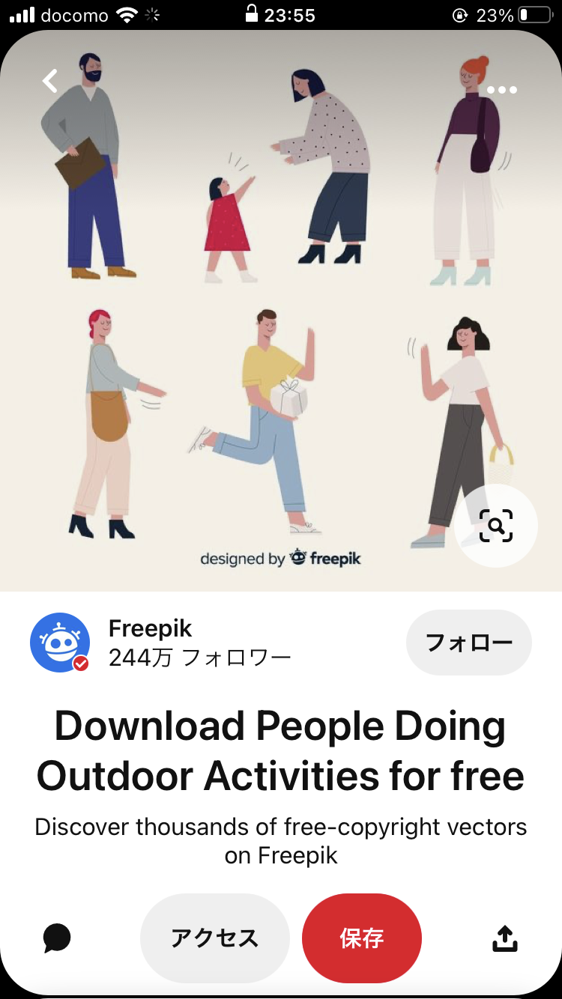 docomo 23:55 23%
designed by freepik
Freepik
244万 フォロワー
フォロー
Download People Doing
Outdoor Activities for free
Discover thousands of free-copyright vectors
on Freepik
アクセス
保存